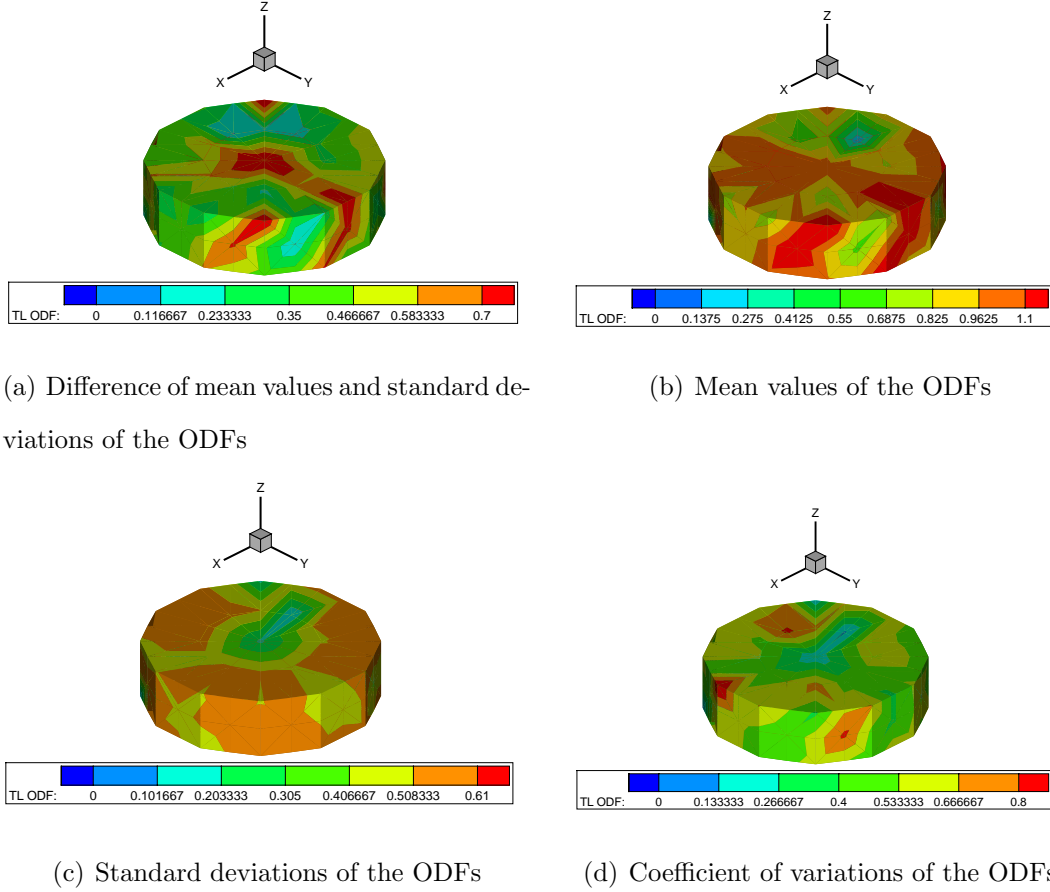 Z
X
Y
TL ODF:
0
0.116667
0.233333
0.35
0.466667
0.583333
0.7
(a) Difference of mean values and standard de-
viations of the ODFs
Z
X
Y
TL ODF:
0
0.1375
0.275
0.4125
0.55
0.6875
0.825
0.9625
1.1
(b) Mean values of the ODFs
Z
X
Y
TL ODF:
0
0.101667
0.203333
0.305
0.406667
0.508333
0.61
(c) Standard deviations of the ODFs
Z
X
Y
TL ODF:
0
0.133333
0.266667
0.4
0.533333
0.666667
0.8
(d) Coefficient of variations of the ODFs